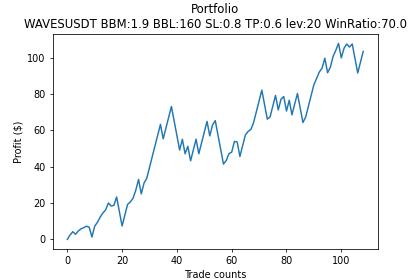 Portfolio
WAVESUSDT BBM:1.9 BBL:160 SL:0.8 TP:0.6 lev:20 WinRatio:70.0
100
80
60
40
20
0
Profit ($)
0 20 40 60 80 100
Trade counts